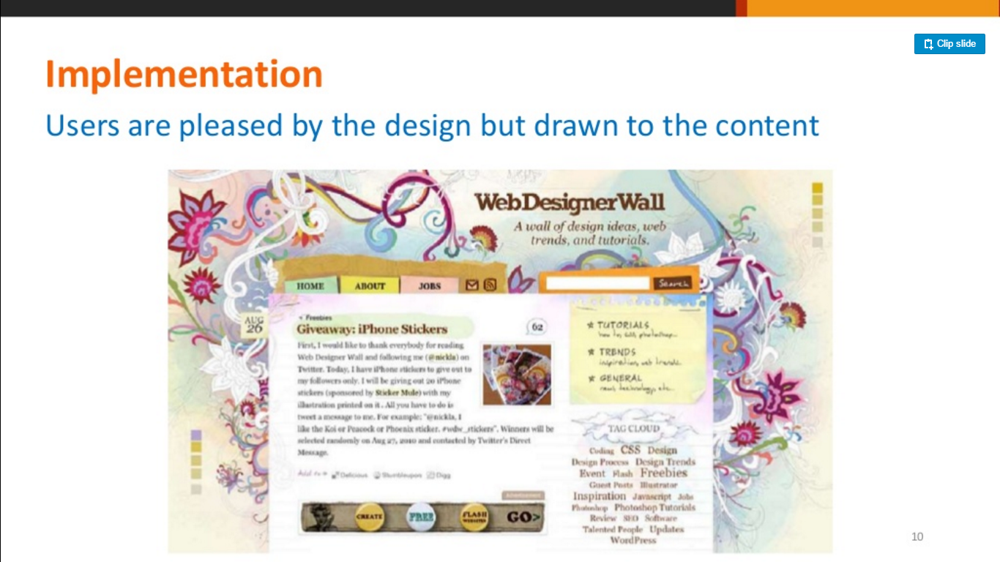 Clip slide
Implementation
Users are pleased by the design but drawn to the content
WebDesignerWall
A wall of design ideas, web
trends, and tutorials.
HOME
ABOUT
JOBS
Search
AUG
26
Freebies
Giveaway: iPhone Stickers
62
First, I would like to thank everybody for reading
Web Designer Wall and following me (@nickla) on
Twitter. Today, I have iPhone stickers to give out to
my followers only. I will be giving out 20 iPhone
stickers (sponsored by Sticker Mule) with my
illustration printed on it. All you have to do is
tweet a message to me. For example: "@nickla, I
like the Koi or Peacock or Phoenix sticker. #wdw_stickers". Winners will be
selected randomly on Aug 27, 2010 and contacted by Twitter's Direct
Message.
Add to Delicious Stumbleupon Digg
Advertisement
CREATE
FREE
FLASH
WEBSITES
GO>
TUTORIALS
how to, css, photoshop...
TRENDS
inspiration, web trends..
GENERAL
news, technology, etc..
TAG CLOUD
Coding CSS Design
Design Process Design Trends
Event Flash Freebies
Guest Posts Illustrator
Inspiration Javascript Jobs
Photoshop Photoshop Tutorials
Review SEO Software
Talented People Updates
WordPress
10